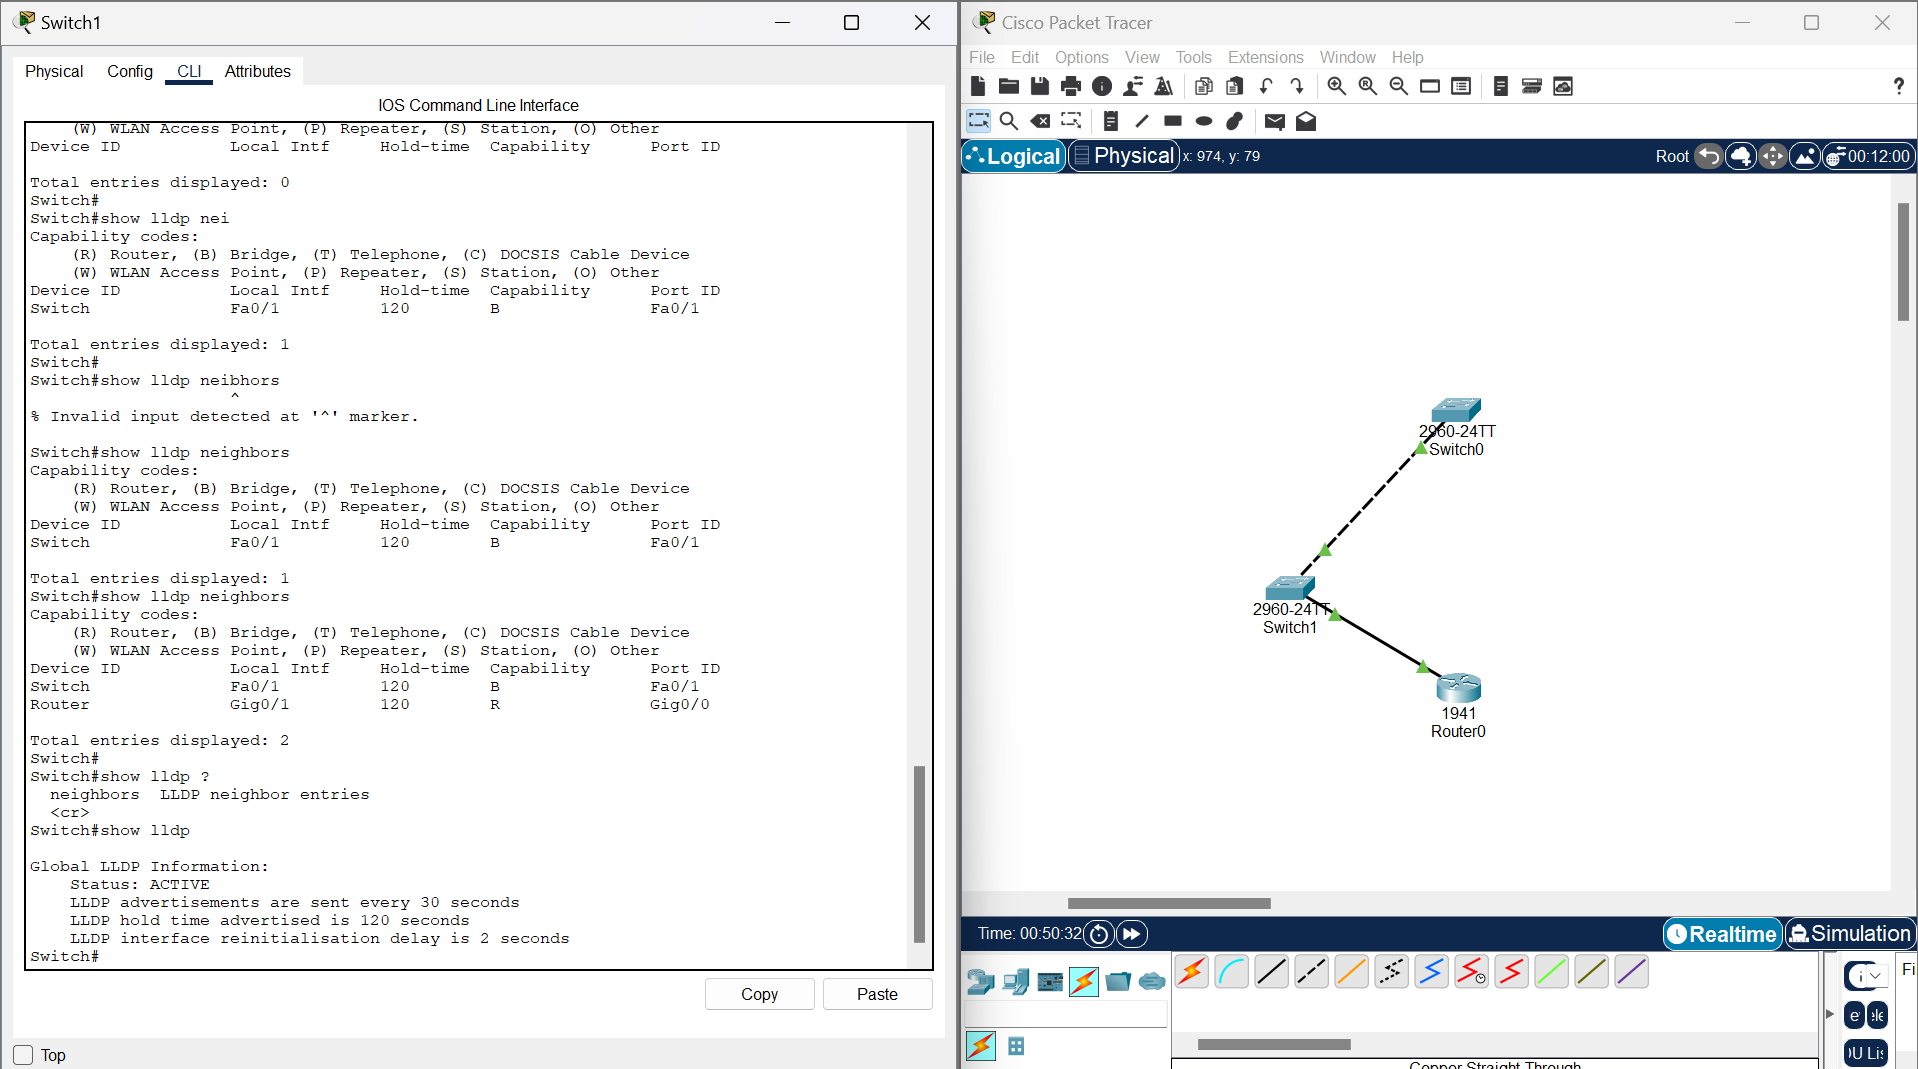 Switch1
Physical Config CLI Attributes
IOS Command Line Interface
(W) WLAN Access Point, (P) Repeater, (S) Station, (O) Other
Device ID Local Intf Hold-time Capability Port ID
Total entries displayed: 0
Switch#
Switch#show lldp nei
Capability codes:
(R) Router, (B) Bridge, (T) Telephone, (C) DOCSIS Cable Device
(W) WLAN Access Point, (P) Repeater, (S) Station, (O) Other
Device ID Local Intf Hold-time Capability Port ID
Switch Fa0/1 120 B Fa0/1
Total entries displayed: 1
Switch#
Switch#show lldp neibhors
^
% Invalid input detected at '^' marker.
Switch#show lldp neighbors
Capability codes:
(R) Router, (B) Bridge, (T) Telephone, (C) DOCSIS Cable Device
(W) WLAN Access Point, (P) Repeater, (S) Station, (O) Other
Device ID Local Intf Hold-time Capability Port ID
Switch Fa0/1 120 B Fa0/1
Total entries displayed: 1
Switch#show lldp neighbors
Capability codes:
(R) Router, (B) Bridge, (T) Telephone, (C) DOCSIS Cable Device
(W) WLAN Access Point, (P) Repeater, (S) Station, (O) Other
Device ID Local Intf Hold-time Capability Port ID
Switch Fa0/1 120 B Fa0/1
Router Gig0/1 120 R Gig0/0
Total entries displayed: 2
Switch#
Switch#show lldp ?
neighbors LLDP neighbor entries
<cr>
Switch#show lldp
Global LLDP Information:
Status: ACTIVE
LLDP advertisements are sent every 30 seconds
LLDP hold time advertised is 120 seconds
LLDP interface reinitialisation delay is 2 seconds
Switch#
Copy Paste
Top
Cisco Packet Tracer
File Edit Options View Tools Extensions Window Help
?
Logical Physical x: 974, y: 79 Root 00:12:00
2960-24TT
Switch0
2960-24TT
Switch1
1941
Router0
Time: 00:50:32 Realtime Simulation
Fi
Copper Straight-Through